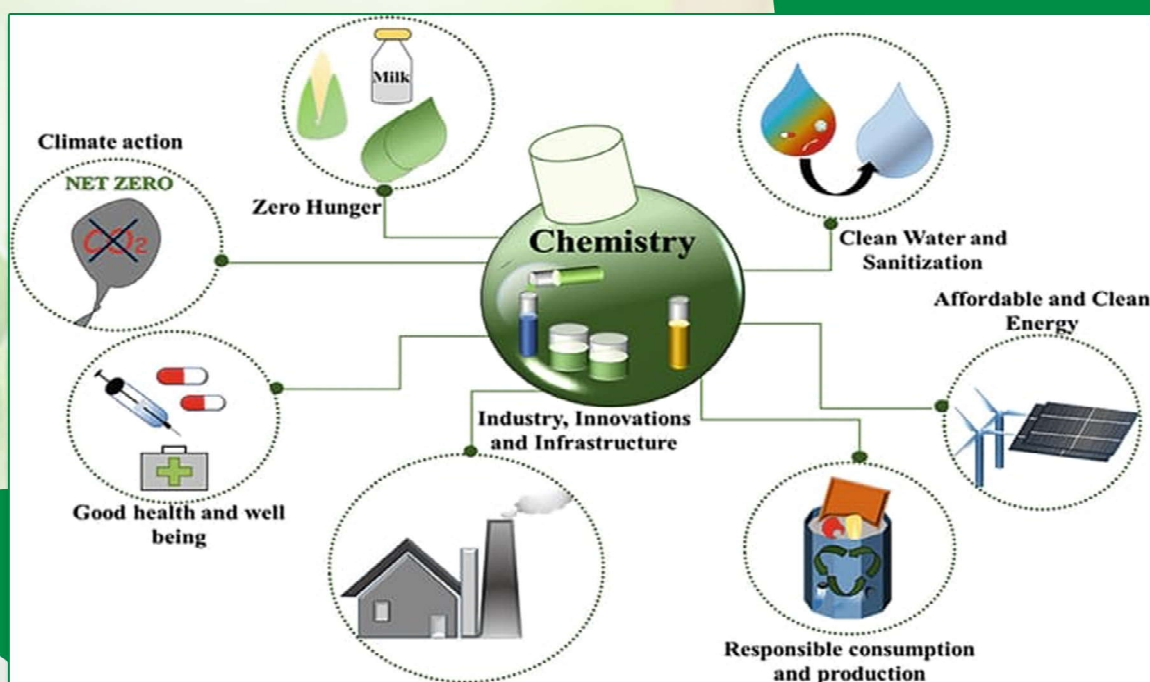 Milk
Climate action
NET ZERO
CO2
Zero Hunger
Chemistry
Clean Water and
Sanitization
Affordable and Clean
Energy
Industry, Innovations
and Infrastructure
Good health and well
being
Responsible consumption
and production